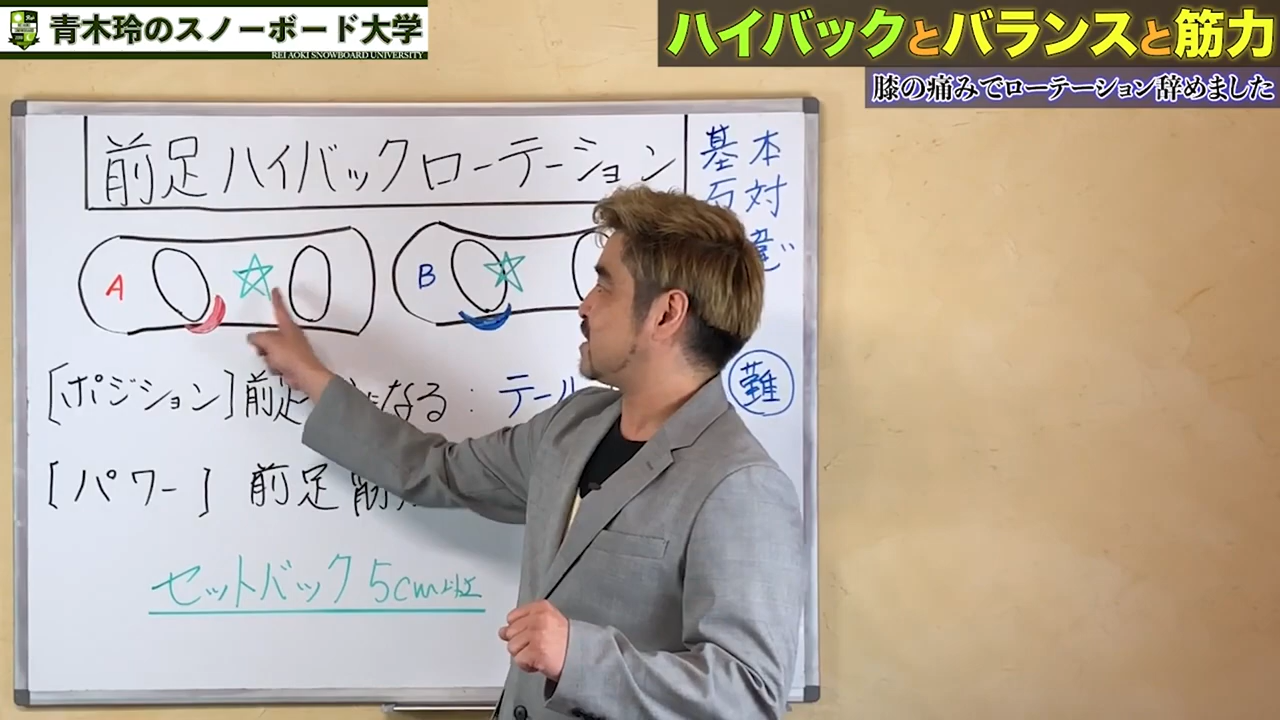 青木玲のスノーボード大学
REI AOKI SNOWBOARD UNIVERSITY
ハイバックとバランスと筋力
膝の痛みでローテーション辞めました
前足ハイバックローテーション
基本
対
A
B
[ポジション]前足 なる:テール
難
[パワー] 前足 筋
セットバック5cm以上